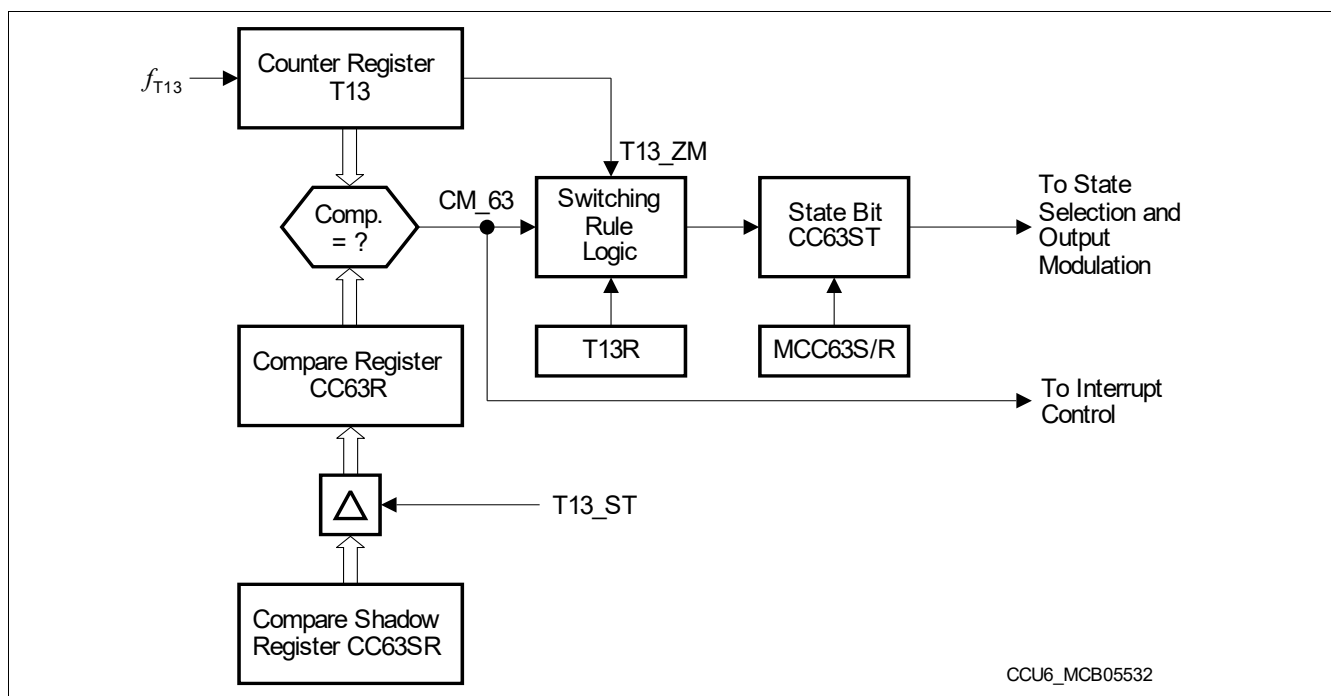 Counter Register
T13
f T13
T13_ZM
CM_63
Comp.
= ?
Switching
Rule
Logic
State Bit
CC63ST
To State
Selection and
Output
Modulation
T13R
MCC63S/R
Compare Register
CC63R
To Interrupt
Control
T13_ST
Compare Shadow
Register CC63SR
CCU6_MCB05532